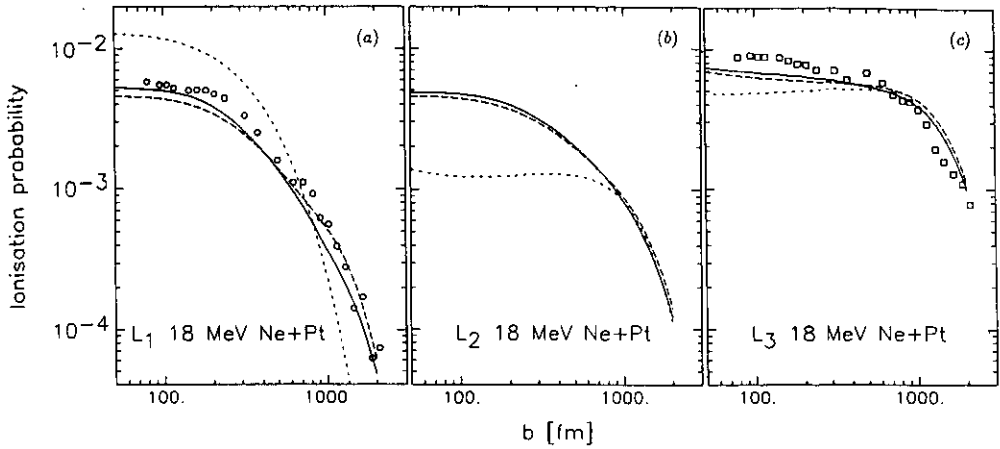 (a)
(b)
(c)
10⁻²
10⁻³
10⁻⁴
Ionisation probability
L₁ 18 MeV Ne+Pt
L₂ 18 MeV Ne+Pt
L₃ 18 MeV Ne+Pt
100.
1000.
100.
1000.
100.
1000.
b [fm]